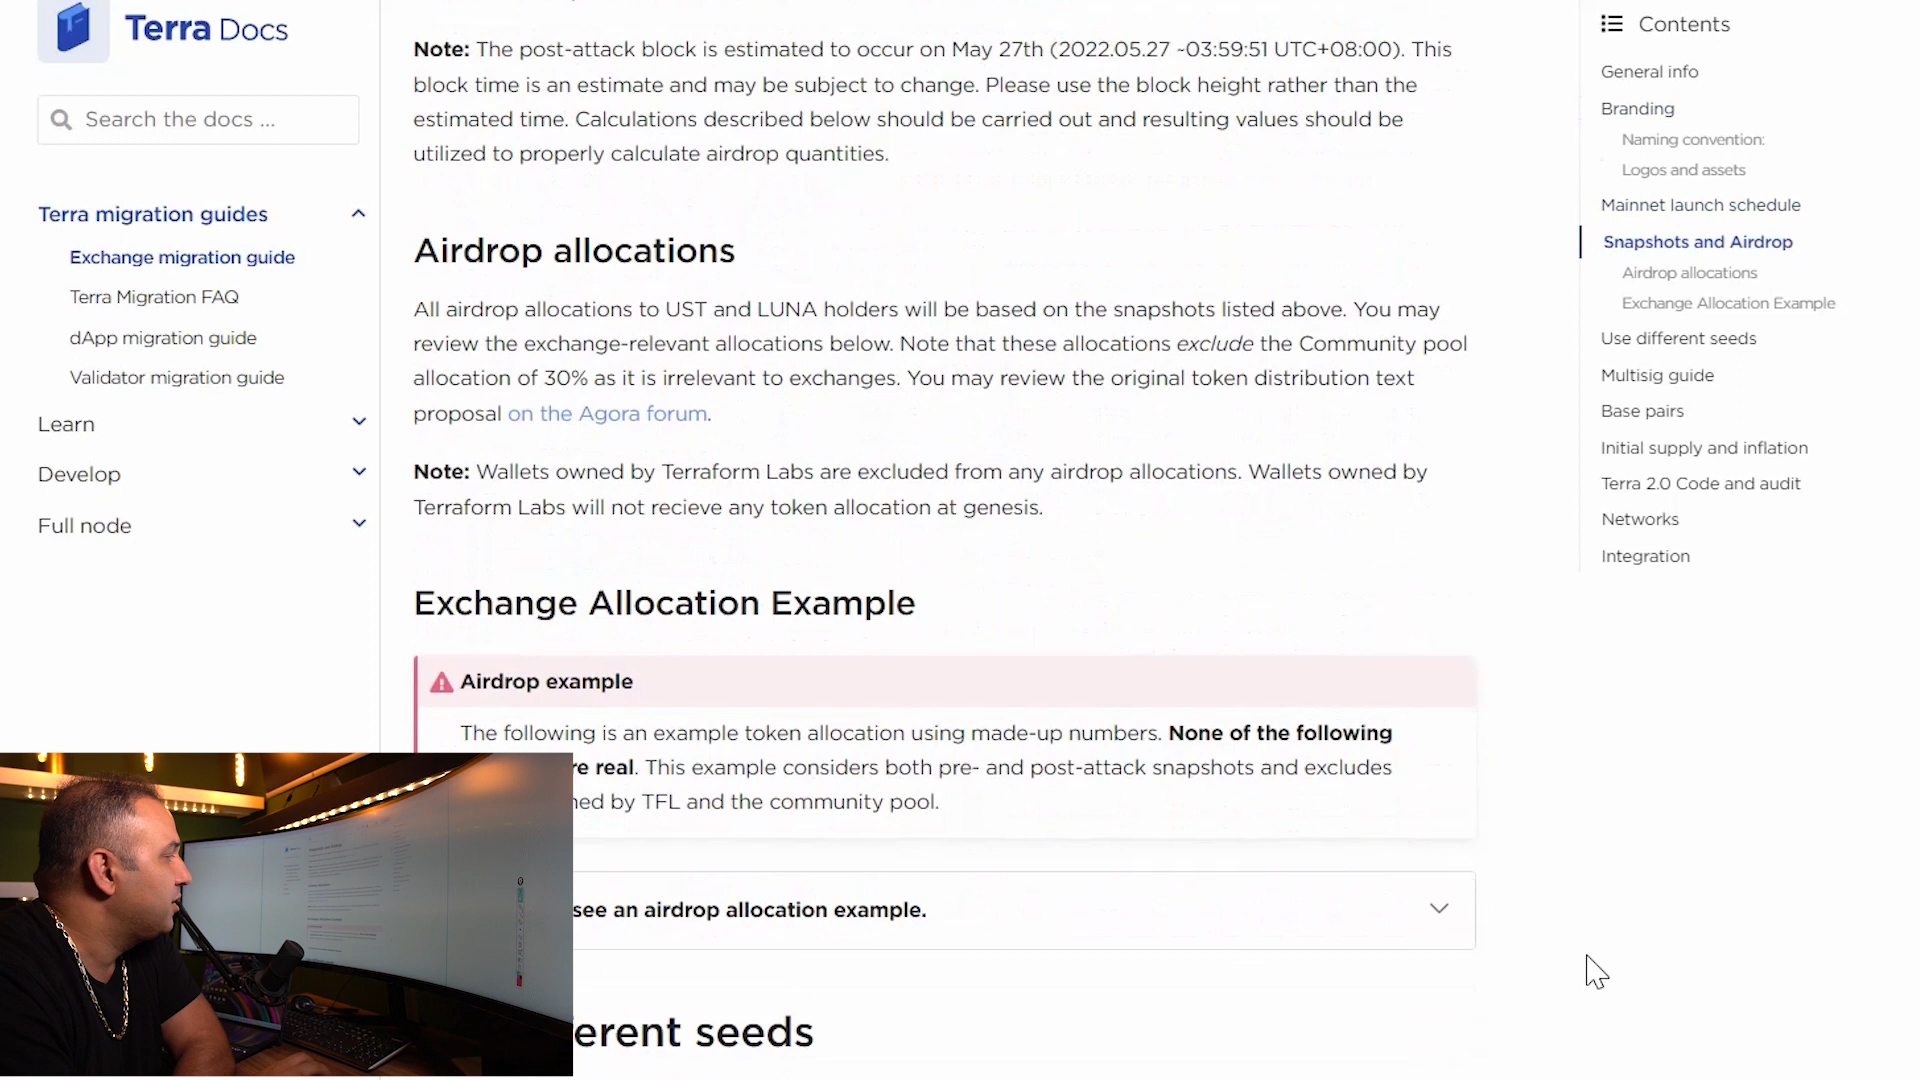 Terra Docs
Search the docs ...
Terra migration guides
Exchange migration guide
Terra Migration FAQ
dApp migration guide
Validator migration guide
Learn
Develop
Full node
Note: The post-attack block is estimated to occur on May 27th (2022.05.27 ~03:59:51 UTC+08:00). This
block time is an estimate and may be subject to change. Please use the block height rather than the
estimated time. Calculations described below should be carried out and resulting values should be
utilized to properly calculate airdrop quantities.
Airdrop allocations
All airdrop allocations to UST and LUNA holders will be based on the snapshots listed above. You may
review the exchange-relevant allocations below. Note that these allocations exclude the Community pool
allocation of 30% as it is irrelevant to exchanges. You may review the original token distribution text
proposal on the Agora forum.
Note: Wallets owned by Terraform Labs are excluded from any airdrop allocations. Wallets owned by
Terraform Labs will not recieve any token allocation at genesis.
Exchange Allocation Example
Airdrop example
The following is an example token allocation using made-up numbers. None of the following
re real. This example considers both pre- and post-attack snapshots and excludes
ned by TFL and the community pool.
see an airdrop allocation example.
erent seeds
Contents
General info
Branding
Naming convention:
Logos and assets
Mainnet launch schedule
Snapshots and Airdrop
Airdrop allocations
Exchange Allocation Example
Use different seeds
Multisig guide
Base pairs
Initial supply and inflation
Terra 2.0 Code and audit
Networks
Integration